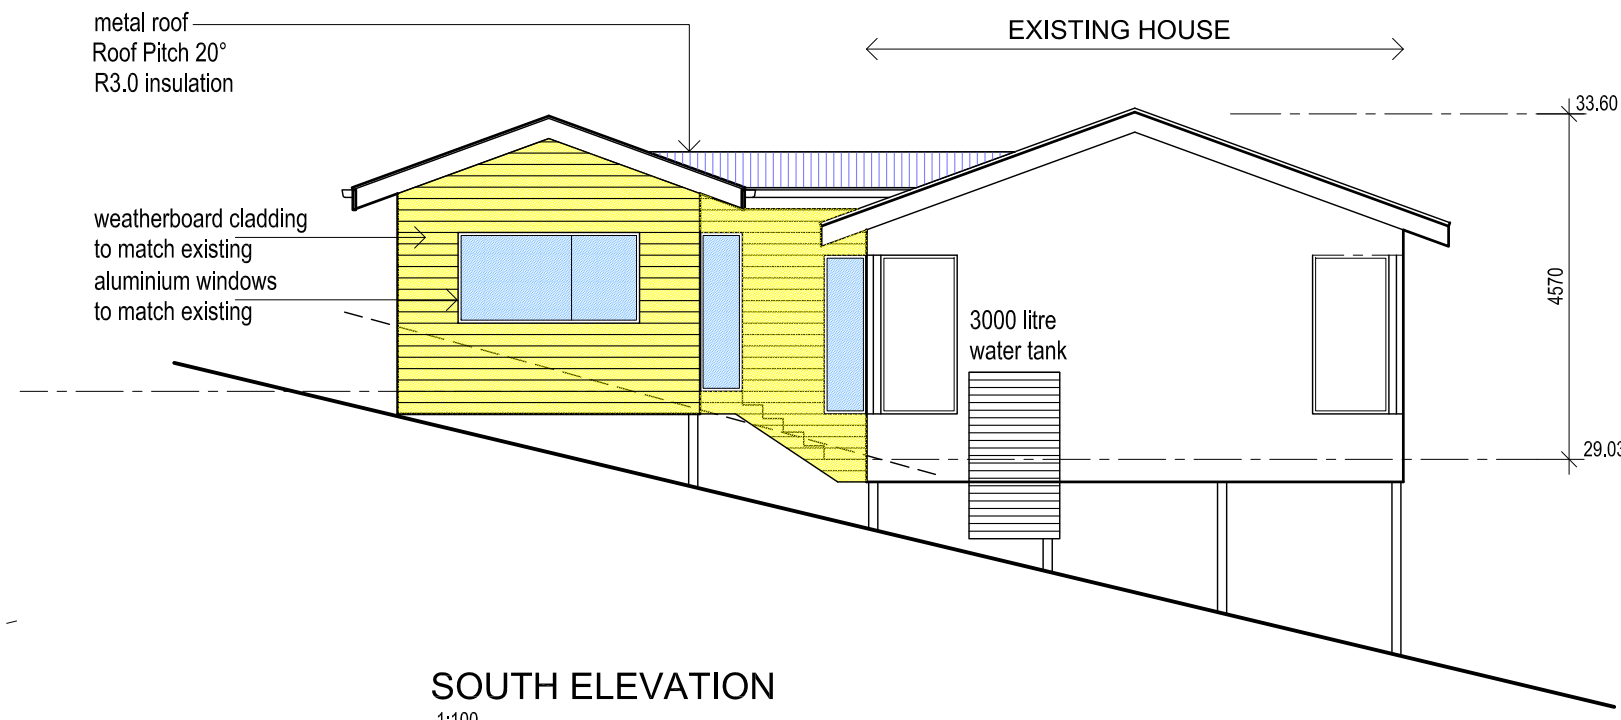 metal roof
Roof Pitch 20°
R3.0 insulation
EXISTING HOUSE
33.60
weatherboard cladding
to match existing
aluminium windows
to match existing
4570
3000 litre
water tank
29.03
SOUTH ELEVATION
1:100